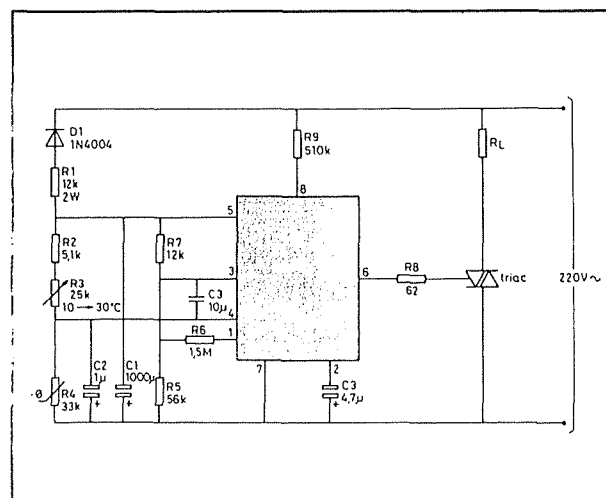 D1
1N4004
R1
12k
2W
R2
5,1k
R3
25k
10 → 30°C
-θ
R4
33k
C2
1μ
+
C1
1000μ
+
R7
12k
C3
10μ
R6
1,5M
R5
56k
R9
510k
8
5
3
4
1
7
2
6
C3
4,7μ
+
R8
62
RL
triac
220V~